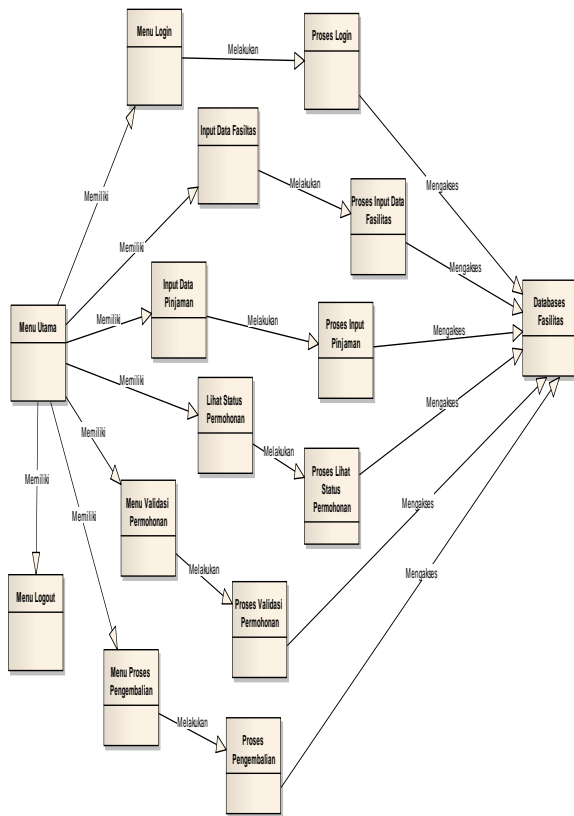 Menu Login
Melakukan
Proses Login
Input Data Fasiltas
Melakukan
Memiliki
Mengakses
Proses Input Data
Fasilitas
Memiliki
Input Data
Pinjaman
Mengakses
Databases
Fasilitas
Menu Utama
Memiliki
Melakukan
Proses Input
Pinjaman
Mengakses
Memiliki
Lihat Status
Permohonan
Mengakses
Memiliki
Melakukan
Proses Lihat
Status
Permohonan
Memiliki
Menu Validasi
Permohonan
Mengakses
Memiliki
Melakukan
Mengakses
Menu Logout
Proses Validasi
Permohonan
Menu Proses
Pengembalian
Melakukan
Proses
Pengembalian